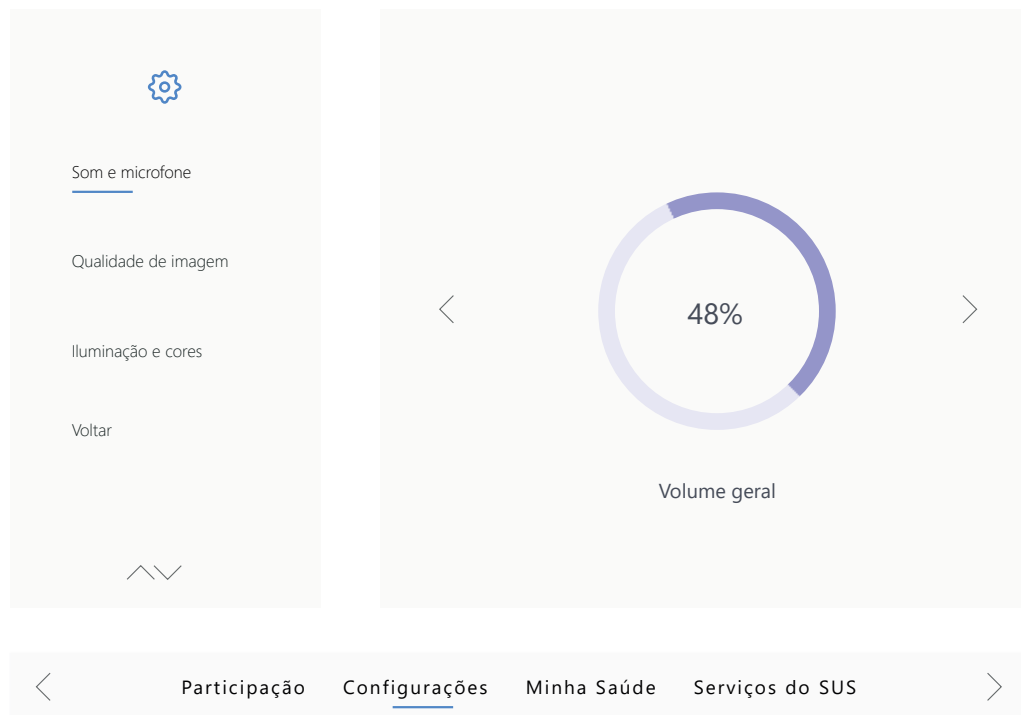 Som e microfone
Qualidade de imagem
Iluminação e cores
Voltar
48%
Volume geral
Participação Configurações Minha Saúde Serviços do SUS